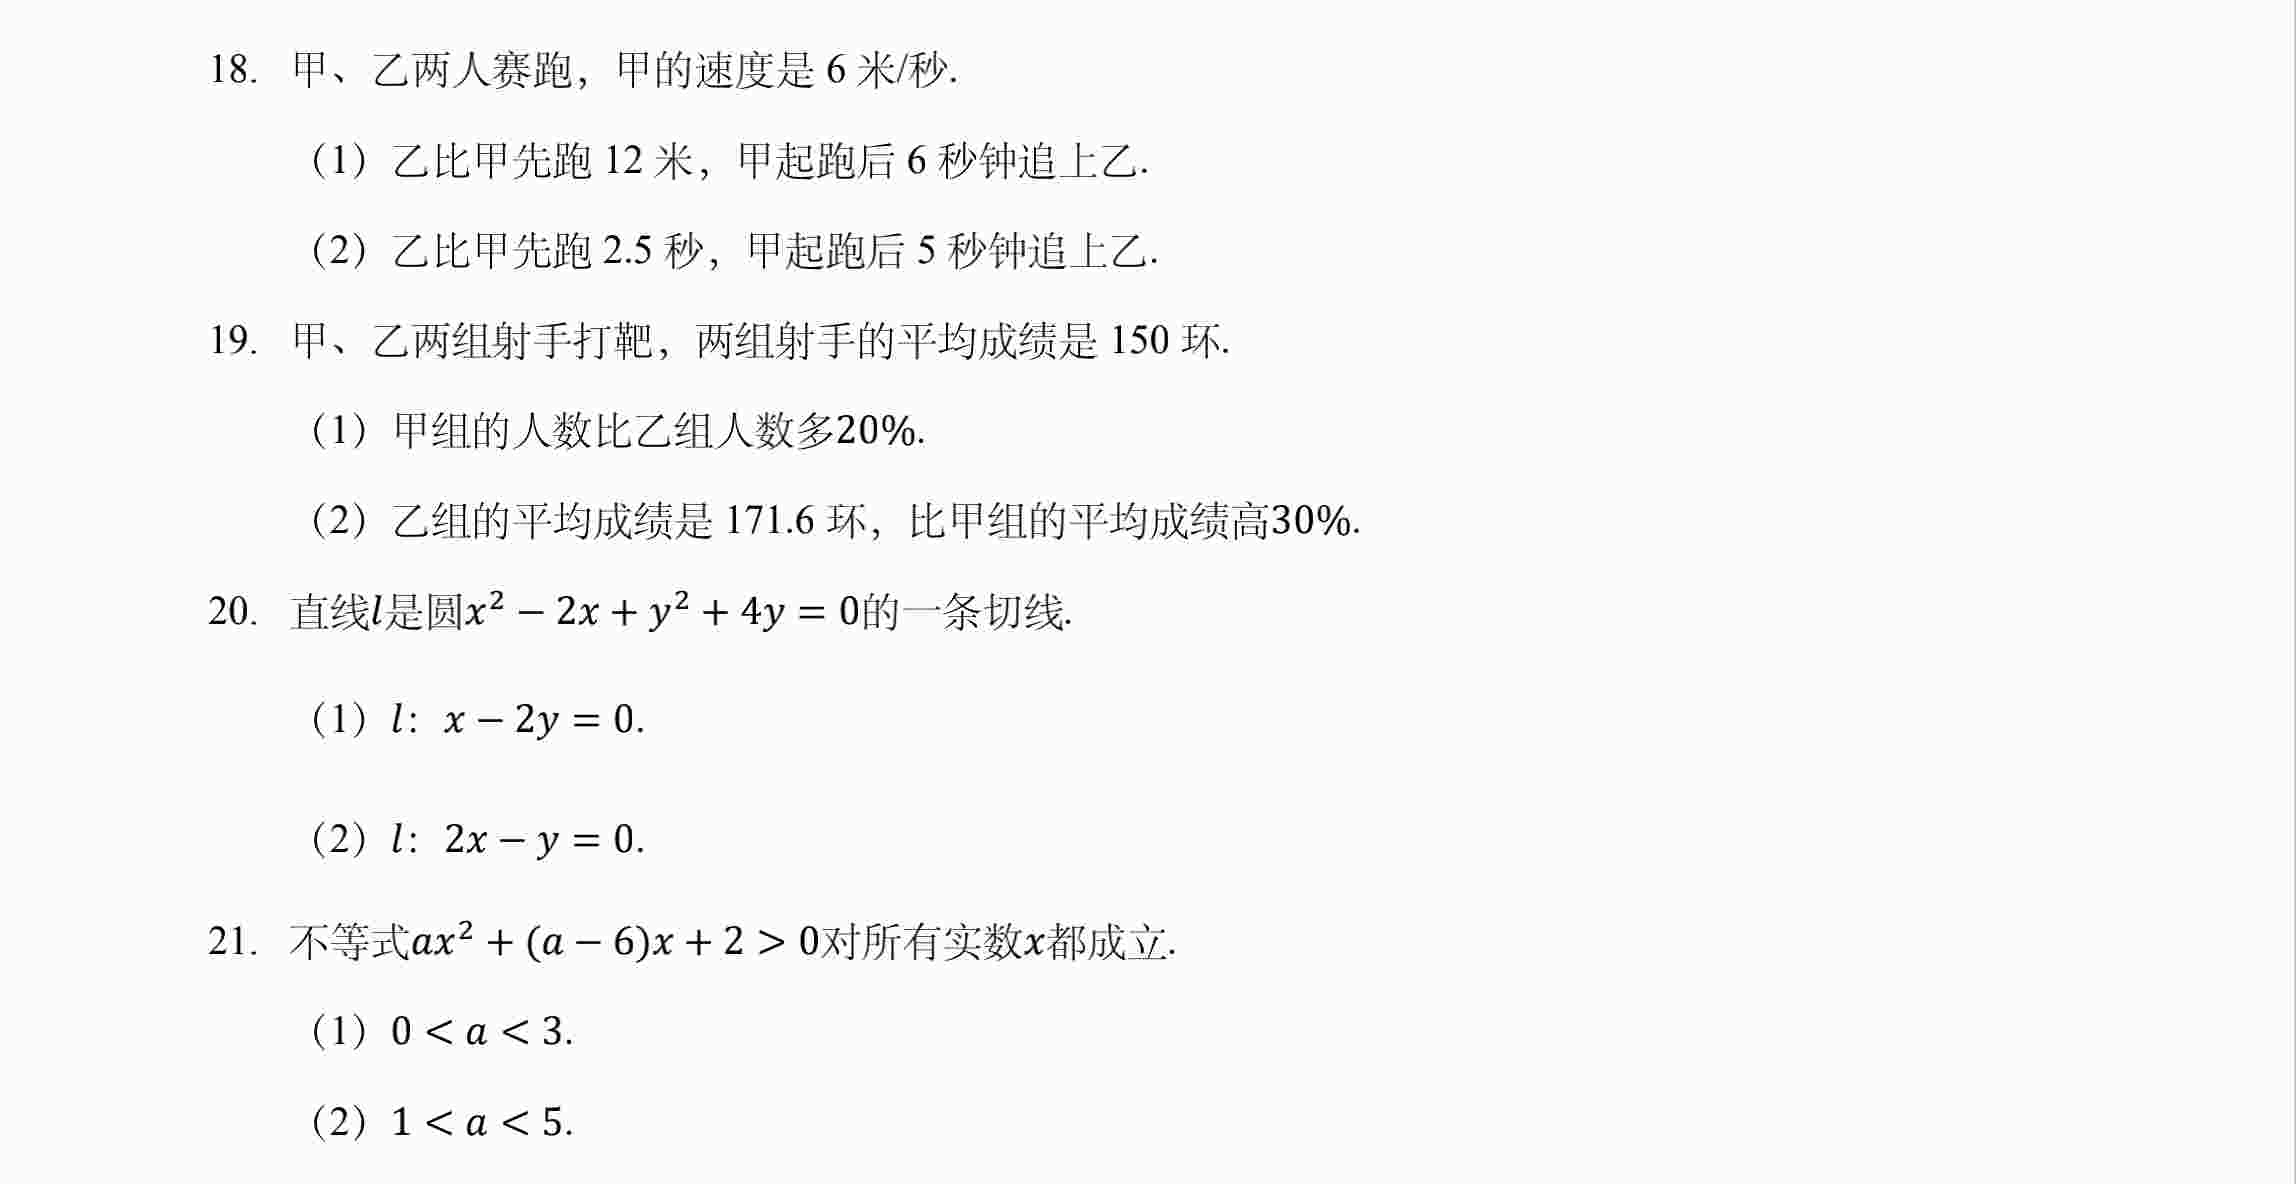 18. 甲、乙两人赛跑，甲的速度是 6 米/秒.
（1）乙比甲先跑 12 米，甲起跑后 6 秒钟追上乙.
（2）乙比甲先跑 2.5 秒，甲起跑后 5 秒钟追上乙.
19. 甲、乙两组射手打靶，两组射手的平均成绩是 150 环.
（1）甲组的人数比乙组人数多20%.
（2）乙组的平均成绩是 171.6 环，比甲组的平均成绩高30%.
20. 直线l是圆x² − 2x + y² + 4y = 0的一条切线.
（1）l：x − 2y = 0.
（2）l：2x − y = 0.
21. 不等式ax² + (a − 6)x + 2 > 0对所有实数x都成立.
（1）0 < a < 3.
（2）1 < a < 5.